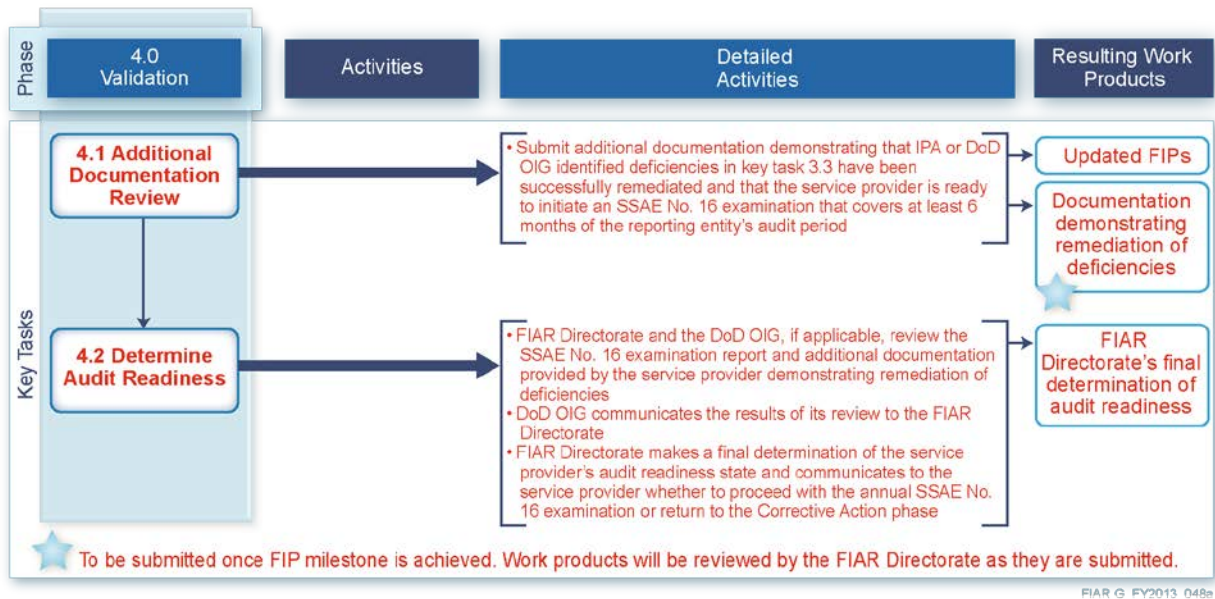 Phase
4.0
Validation
Activities
Detailed
Activities
Resulting Work
Products
Key Tasks
4.1 Additional
Documentation
Review
• Submit additional documentation demonstrating that IPA or DoD
OIG identified deficiencies in key task 3.3 have been
successfully remediated and that the service provider is ready
to initiate an SSAE No. 16 examination that covers at least 6
months of the reporting entity's audit period
Updated FIPs
Documentation
demonstrating
remediation of
deficiencies
4.2 Determine
Audit Readiness
• FIAR Directorate and the DoD OIG, if applicable, review the
SSAE No. 16 examination report and additional documentation
provided by the service provider demonstrating remediation of
deficiencies
• DoD OIG communicates the results of its review to the FIAR
Directorate
• FIAR Directorate makes a final determination of the service
provider's audit readiness state and communicates to the
service provider whether to proceed with the annual SSAE No.
16 examination or return to the Corrective Action phase
FIAR
Directorate's final
determination of
audit readiness
To be submitted once FIP milestone is achieved. Work products will be reviewed by the FIAR Directorate as they are submitted.
FIAR G_FY2013_048a